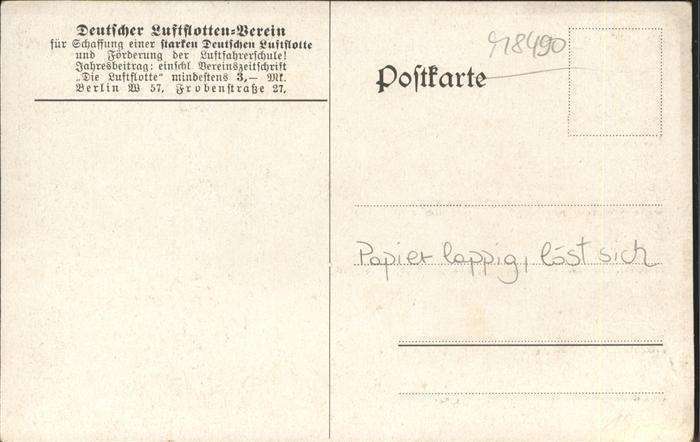 Deutscher Luftflotten-Verein
für Schaffung einer starken Deutschen Luftflotte
und Förderung der Luftfahrerschule!
Jahresbeitrag: einschl. Vereinszeitschrift
„Die Luftflotte“ mindestens 3,— Mk.
Berlin W 57, Frobenstraße 27.
Postkarte
418490
Papier lappig, löst sich